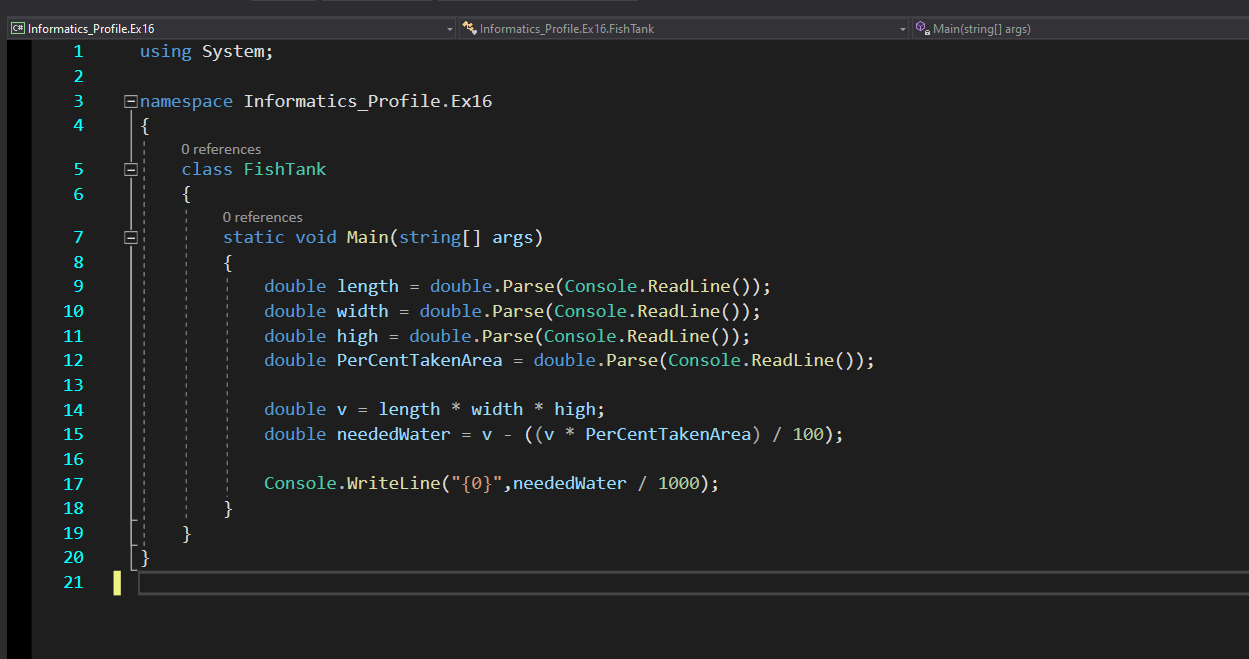 C# Informatics_Profile.Ex16 Informatics_Profile.Ex16.FishTank Main(string[] args)
1 using System;
2
3 namespace Informatics_Profile.Ex16
4 {
0 references
5 class FishTank
6 {
0 references
7 static void Main(string[] args)
8 {
9 double length = double.Parse(Console.ReadLine());
10 double width = double.Parse(Console.ReadLine());
11 double high = double.Parse(Console.ReadLine());
12 double PerCentTakenArea = double.Parse(Console.ReadLine());
13
14 double v = length * width * high;
15 double neededWater = v - ((v * PerCentTakenArea) / 100);
16
17 Console.WriteLine("{0}",neededWater / 1000);
18 }
19 }
20 }
21